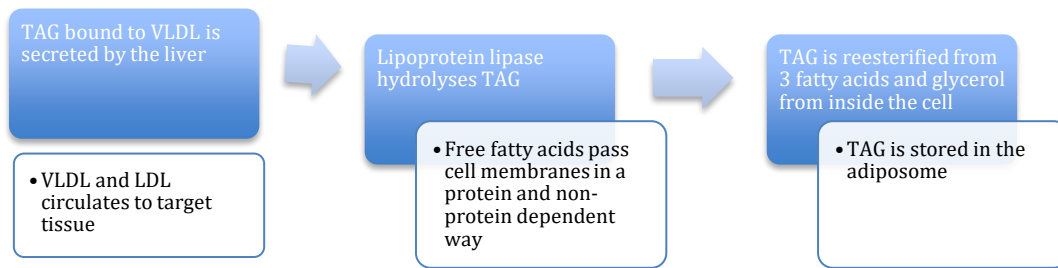 TAG bound to VLDL is
secreted by the liver
• VLDL and LDL
circulates to target
tissue
Lipoprotein lipase
hydrolyses TAG
• Free fatty acids pass
cell membranes in a
protein and non-
protein dependent
way
TAG is reesterified from
3 fatty acids and glycerol
from inside the cell
• TAG is stored in the
adiposome